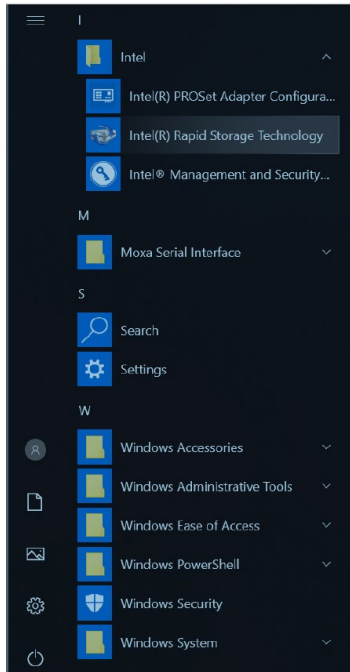 I
Intel
Intel(R) PROSet Adapter Configura...
Intel(R) Rapid Storage Technology
Intel® Management and Security...
M
Moxa Serial Interface
S
Search
Settings
W
Windows Accessories
Windows Administrative Tools
Windows Ease of Access
Windows PowerShell
Windows Security
Windows System